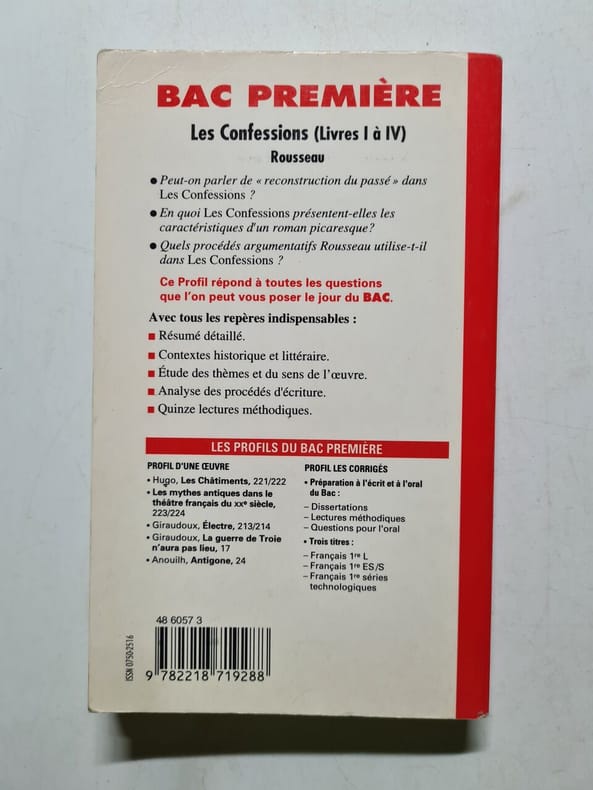 BAC PREMIÈRE
Les Confessions (Livres I à IV)
Rousseau
● Peut-on parler de « reconstruction du passé » dans
Les Confessions ?
● En quoi Les Confessions présentent-elles les
caractéristiques d'un roman picaresque?
● Quels procédés argumentatifs Rousseau utilise-t-il
dans Les Confessions ?
Ce Profil répond à toutes les questions
que l'on peut vous poser le jour du BAC.
Avec tous les repères indispensables :
■ Résumé détaillé.
■ Contextes historique et littéraire.
■ Étude des thèmes et du sens de l'œuvre.
■ Analyse des procédés d'écriture.
■ Quinze lectures méthodiques.
LES PROFILS DU BAC PREMIÈRE
PROFIL D'UNE ŒUVRE
• Hugo, Les Châtiments, 221/222
• Les mythes antiques dans le
théâtre français du XXe siècle,
223/224
• Giraudoux, Électre, 213/214
• Giraudoux, La guerre de Troie
n'aura pas lieu, 17
• Anouilh, Antigone, 24
PROFIL LES CORRIGÉS
• Préparation à l'écrit et à l'oral
du Bac :
– Dissertations
– Lectures méthodiques
– Questions pour l'oral
• Trois titres :
– Français 1re L
– Français 1re ES/S
– Français 1re séries
technologiques
48 6057 3
ISSN 0750-2516
9 782218 719288